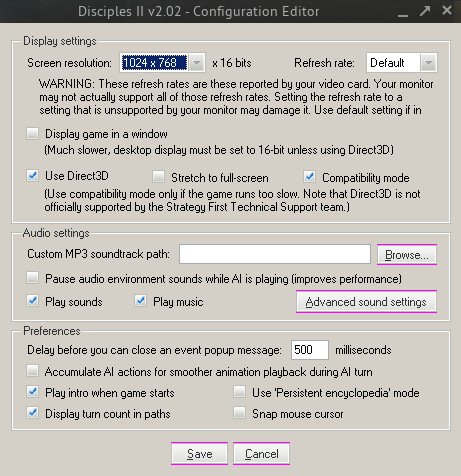 Disciples II v2.02 - Configuration Editor
Display settings
Screen resolution: 1024 x 768 x 16 bits Refresh rate: Default
WARNING: These refresh rates are these reported by your video card. Your monitor
may not actually support all of those refresh rates. Setting the refresh rate to a
setting that is unsupported by your monitor may damage it. Use default setting if in
Display game in a window
(Much slower, desktop display must be set to 16-bit unless using Direct3D)
Use Direct3D Stretch to full-screen Compatibility mode
(Use compatibility mode only if the game runs too slow. Note that Direct3D is not
officially supported by the Strategy First Technical Support team.)
Audio settings
Custom MP3 soundtrack path: Browse...
Pause audio environment sounds while AI is playing (improves performance)
Play sounds Play music Advanced sound settings
Preferences
Delay before you can close an event popup message: 500 milliseconds
Accumulate AI actions for smoother animation playback during AI turn
Play intro when game starts Use 'Persistent encyclopedia' mode
Display turn count in paths Snap mouse cursor
Save Cancel